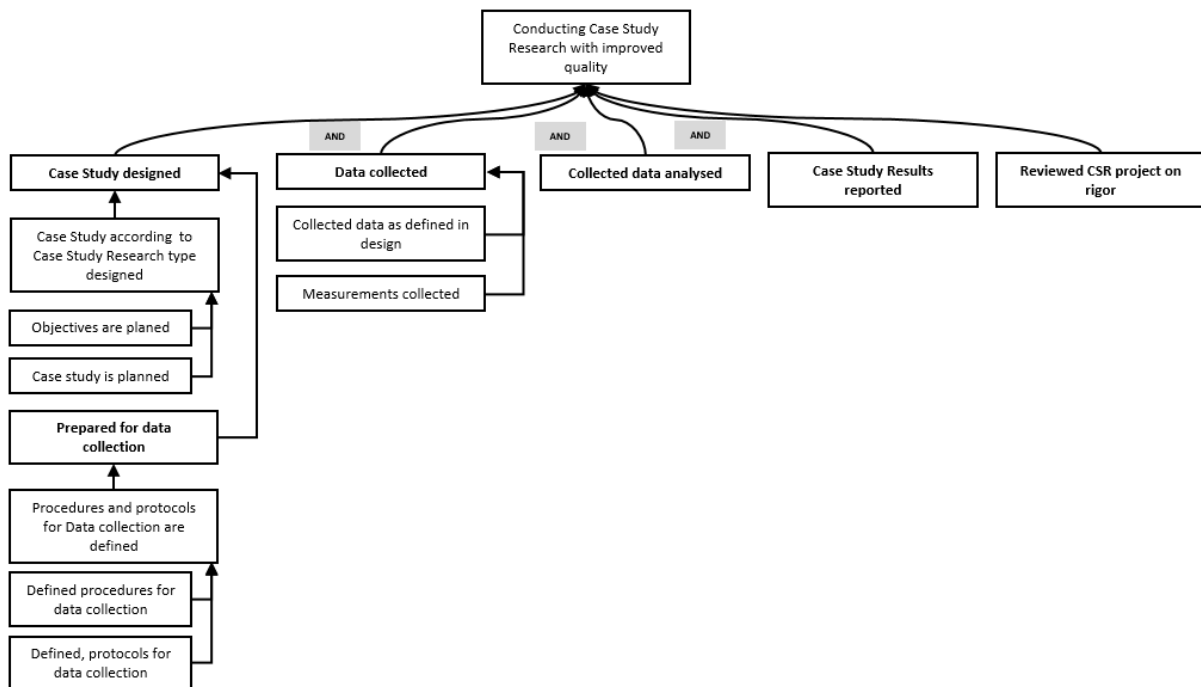 Conducting Case Study
Research with improved
quality
AND
AND
AND
Case Study designed
Data collected
Collected data analysed
Case Study Results
reported
Reviewed CSR project on
rigor
Case Study according to
Case Study Research type
designed
Collected data as defined in
design
Measurements collected
Objectives are planed
Case study is planned
Prepared for data
collection
Procedures and protocols
for Data collection are
defined
Defined procedures for
data collection
Defined, protocols for
data collection